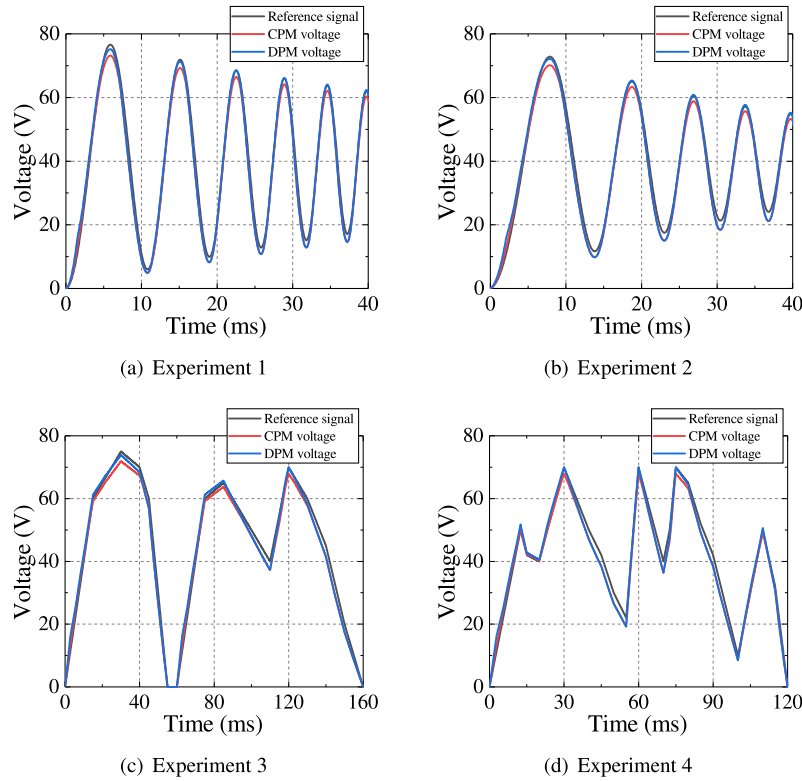 Reference signal
CPM voltage
DPM voltage
80
60
40
20
0
Voltage (V)
0 10 20 30 40
Time (ms)
(a) Experiment 1
Reference signal
CPM voltage
DPM voltage
80
60
40
20
0
Voltage (V)
0 10 20 30 40
Time (ms)
(b) Experiment 2
Reference signal
CPM voltage
DPM voltage
80
60
40
20
0
Voltage (V)
0 40 80 120 160
Time (ms)
(c) Experiment 3
Reference signal
CPM voltage
DPM voltage
80
60
40
20
0
Voltage (V)
0 30 60 90 120
Time (ms)
(d) Experiment 4